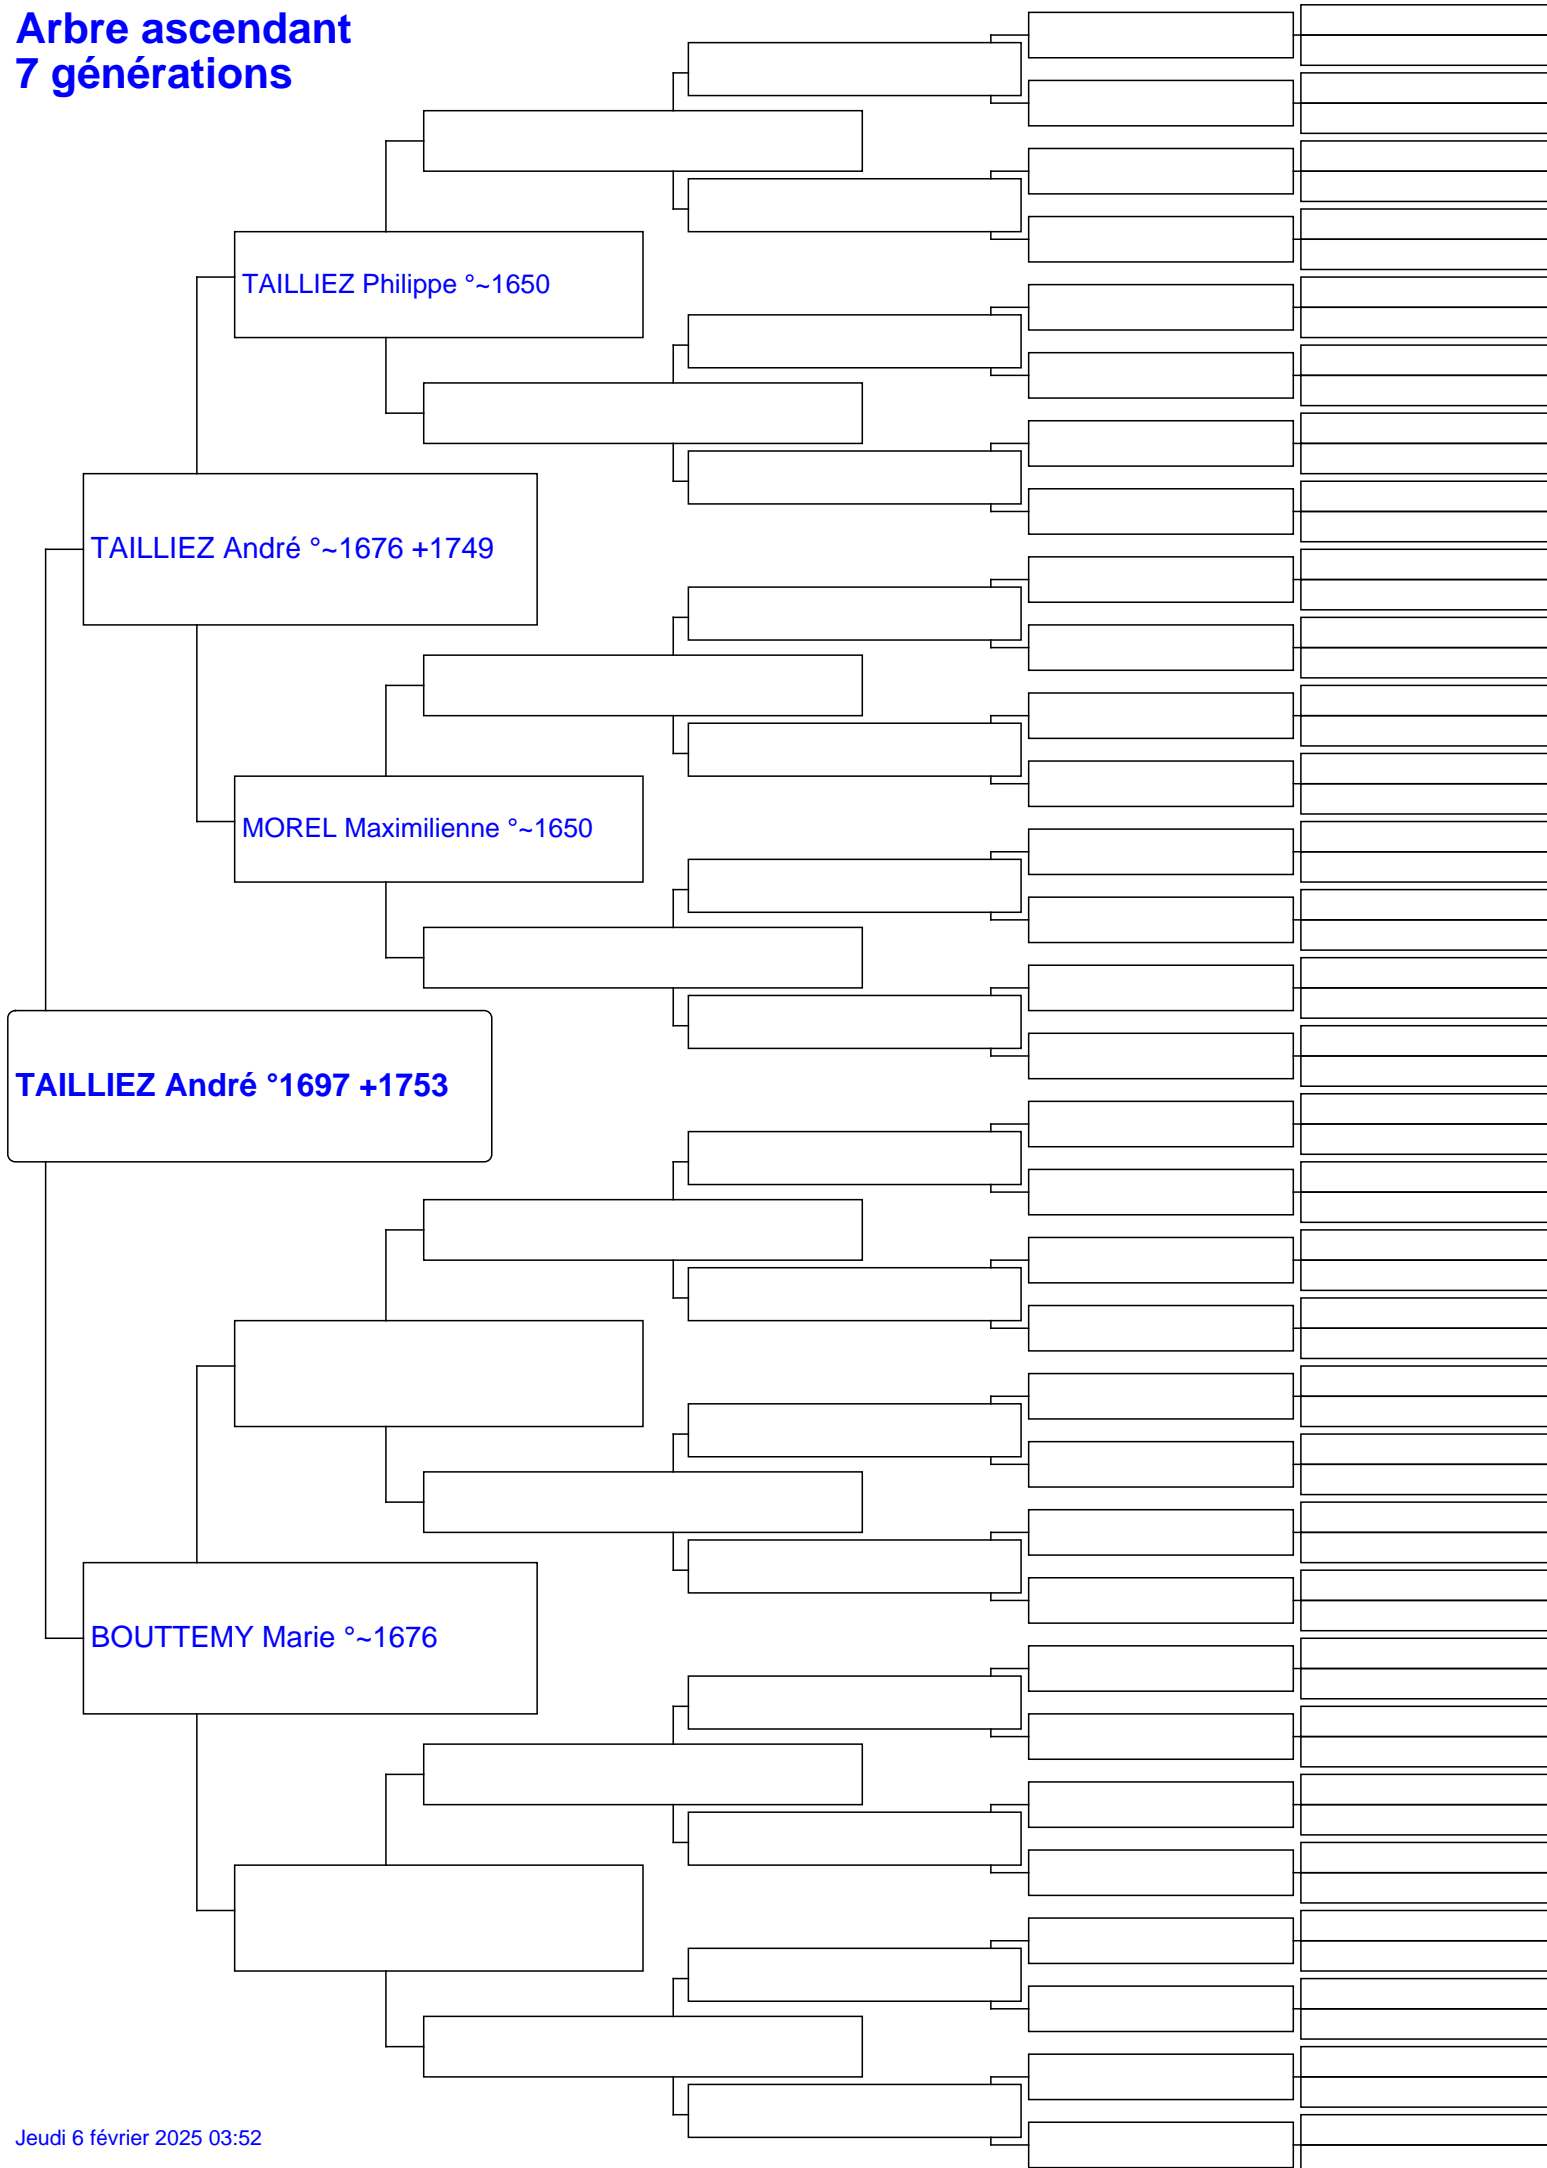 Arbre ascendant
7 générations
TAILLIEZ Philippe °~1650
TAILLIEZ André °~1676 +1749
MOREL Maximilienne °~1650
TAILLIEZ André °1697 +1753
BOUTTEMY Marie °~1676
Jeudi 6 février 2025 03:52